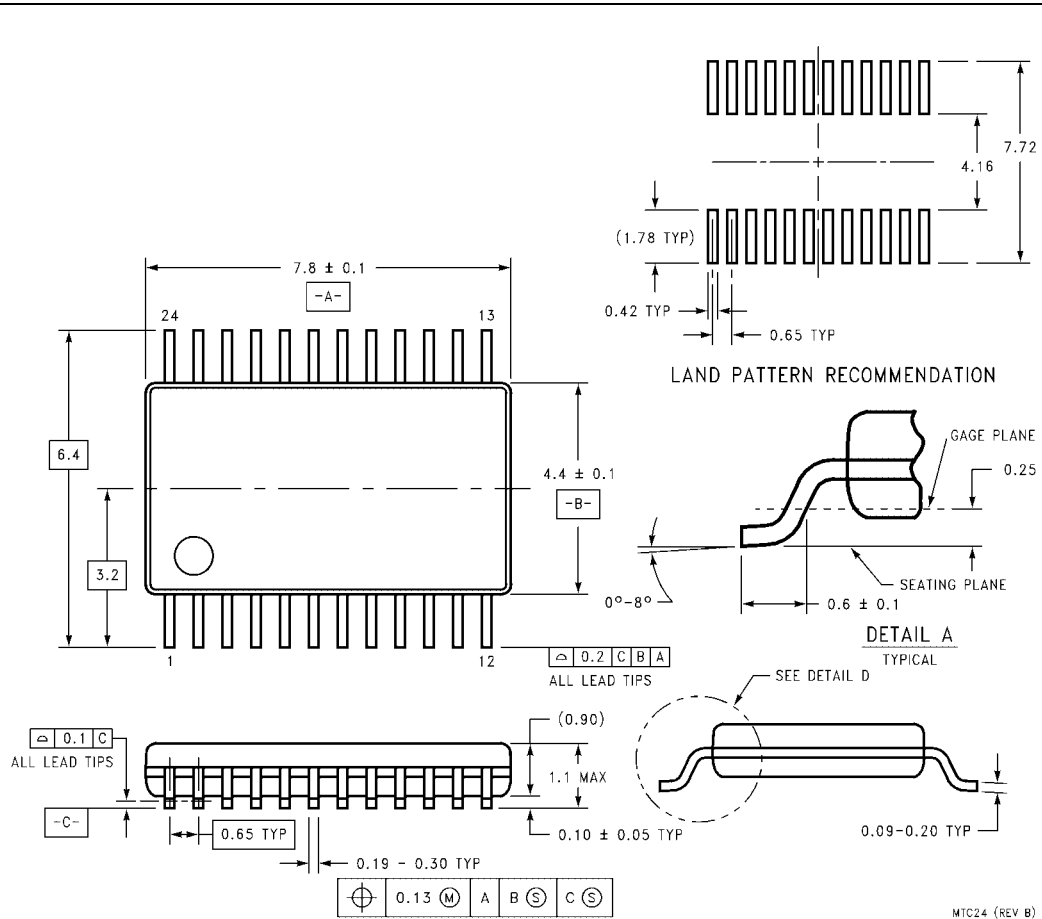 7.72
4.16
(1.78 TYP)
7.8 ± 0.1
-A-
0.42 TYP
0.65 TYP
24
13
LAND PATTERN RECOMMENDATION
GAGE PLANE
6.4
4.4 ± 0.1
0.25
-B-
3.2
SEATING PLANE
0°-8°
0.6 ± 0.1
DETAIL A
TYPICAL
1
12
⌓ 0.2 C B A
ALL LEAD TIPS
SEE DETAIL D
(0.90)
⌓ 0.1 C
ALL LEAD TIPS
1.1 MAX
-C-
0.65 TYP
0.10 ± 0.05 TYP
0.09-0.20 TYP
0.19 - 0.30 TYP
⌖ 0.13 Ⓜ A B Ⓢ C Ⓢ
MTC24 (REV B)